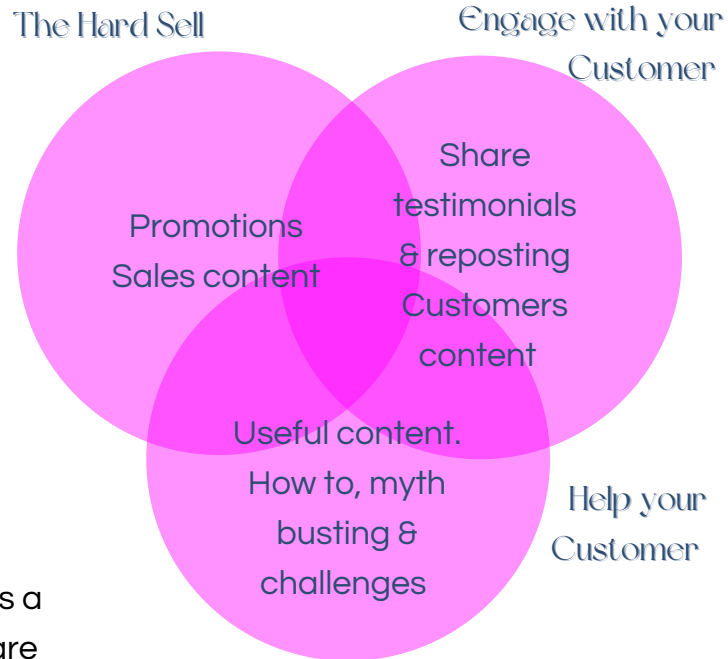 The Hard Sell
Engage with your
Customer
Promotions
Sales content
Share
testimonials
& reposting
Customers
content
Useful content.
How to, myth
busting &
challenges
Help your
Customer
s a
are